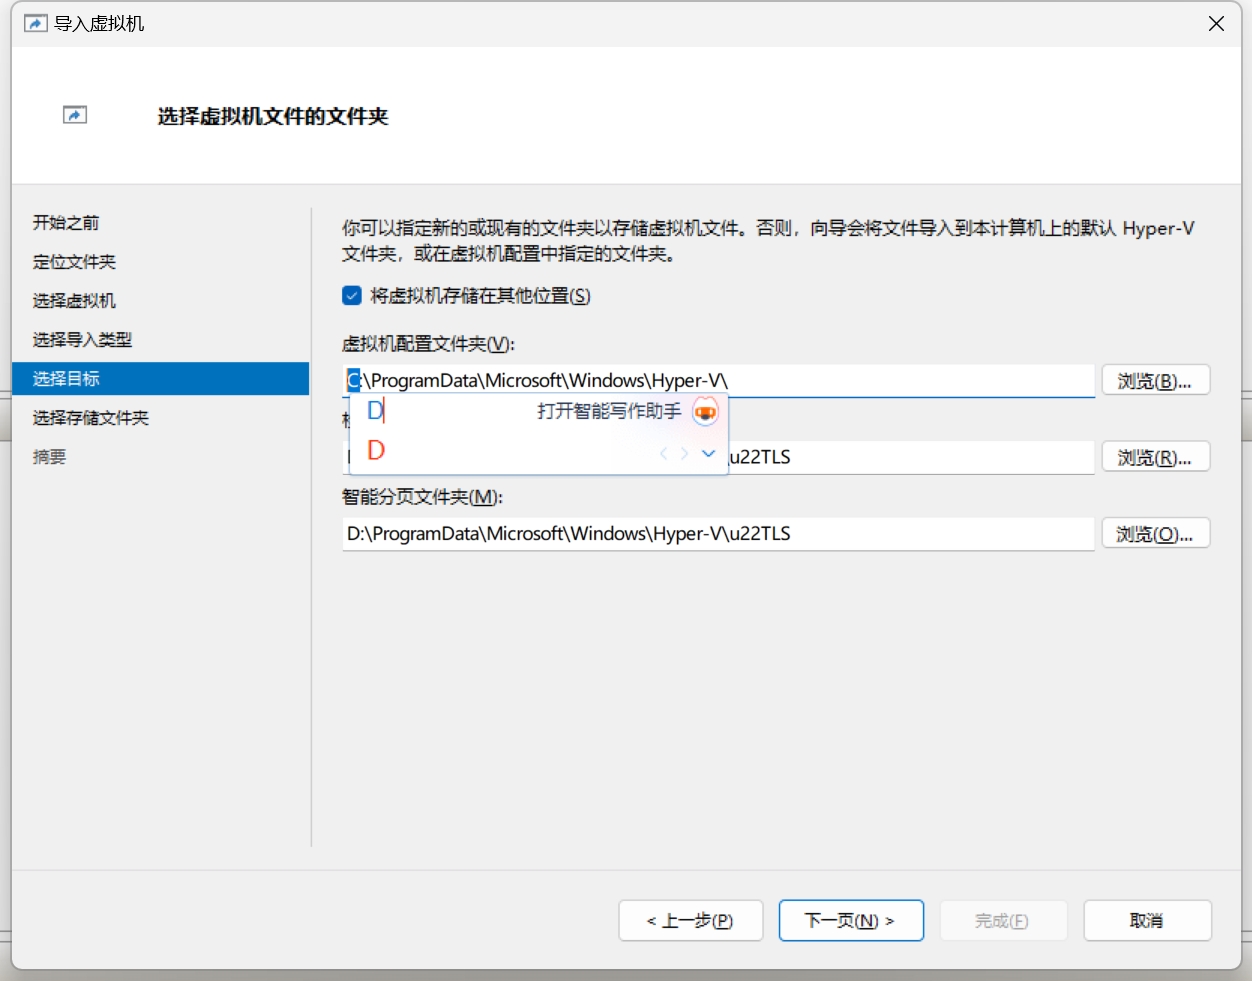 导入虚拟机
选择虚拟机文件的文件夹
开始之前
定位文件夹
选择虚拟机
选择导入类型
选择目标
选择存储文件夹
摘要
你可以指定新的或现有的文件夹以存储虚拟机文件。否则，向导会将文件导入到本计算机上的默认 Hyper-V
文件夹，或在虚拟机配置中指定的文件夹。
将虚拟机存储在其他位置(S)
虚拟机配置文件夹(V):
C:\ProgramData\Microsoft\Windows\Hyper-V\
浏览(B)...
D
打开智能写作助手
D
\u22TLS
浏览(R)...
智能分页文件夹(M):
D:\ProgramData\Microsoft\Windows\Hyper-V\u22TLS
浏览(O)...
< 上一步(P)
下一页(N) >
完成(F)
取消